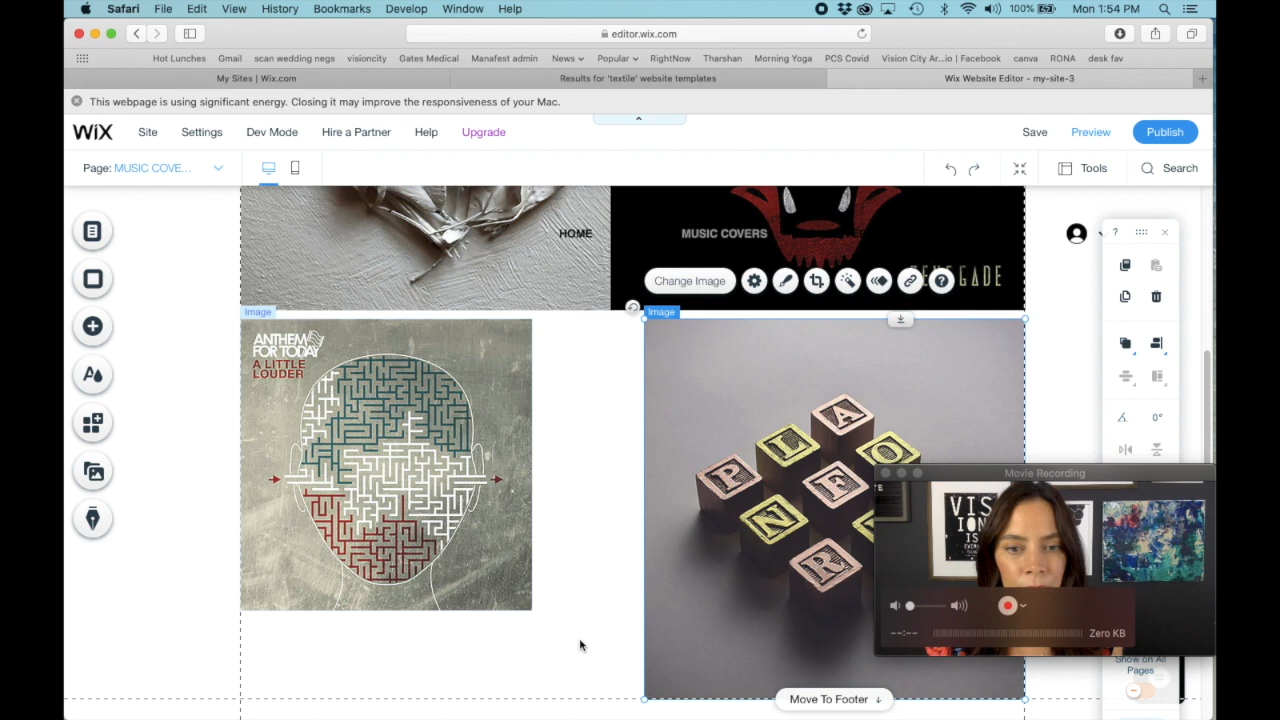 Safari File Edit View History Bookmarks Develop Window Help 100% Mon 1:54 PM
editor.wix.com
Hot Lunches Gmail scan wedding negs visioncity Gates Medical Manafest admin News Popular RightNow Tharshan Morning Yoga PCS Covid Vision City Ar...io | Facebook canva RONA desk fav
My Sites | Wix.com Results for 'textile' website templates Wix Website Editor - my-site-3
This webpage is using significant energy. Closing it may improve the responsiveness of your Mac.
WiX Site Settings Dev Mode Hire a Partner Help Upgrade Save Preview Publish
Page: MUSIC COVE... Tools Search
HOME MUSIC COVERS
Change Image
Image Image
ANTHEM
FOR TODAY
A LITTLE
LOUDER
0°
A
L O
P F
N
R
Movie Recording
VIS
ION
IS
--:-- Zero KB
Show on All
Pages
Move To Footer